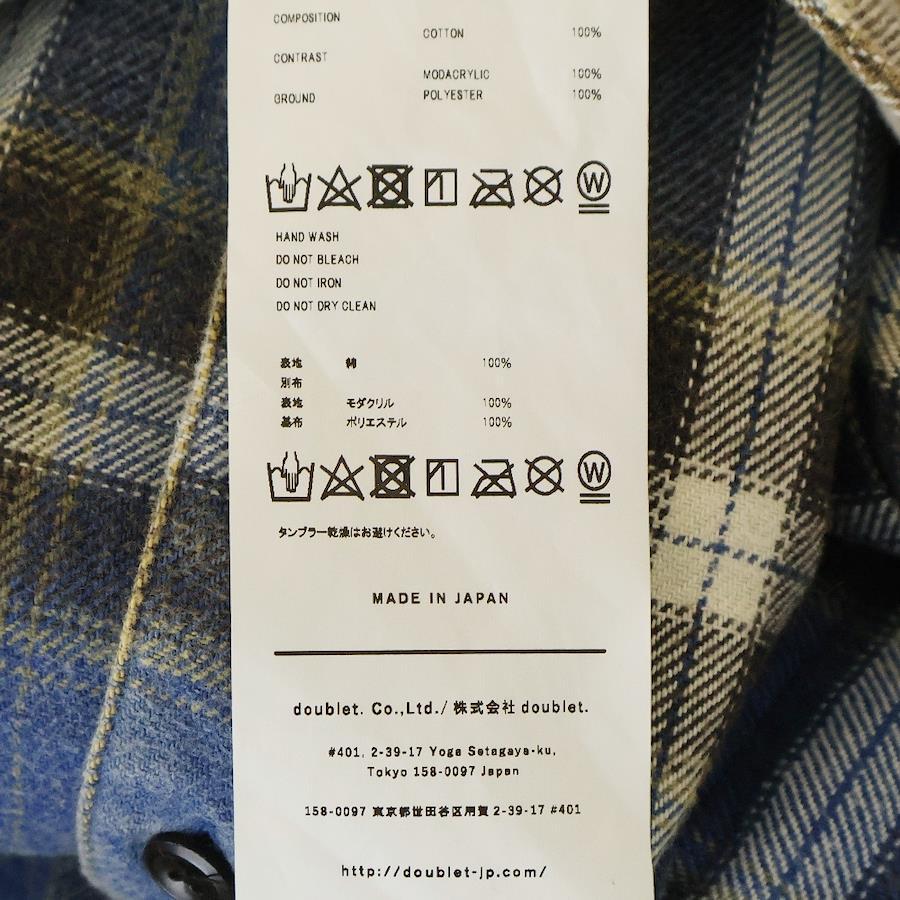 COMPOSITION
COTTON 100%
CONTRAST
MODACRYLIC 100%
GROUND POLYESTER 100%
W
HAND WASH
DO NOT BLEACH
DO NOT IRON
DO NOT DRY CLEAN
表地 綿 100%
別布
表地 モダクリル 100%
基布 ポリエステル 100%
W
タンブラー乾燥はお避けください。
MADE IN JAPAN
doublet. Co.,Ltd./ 株式会社 doublet.
#401, 2-39-17 Yoga Setagaya-ku,
Tokyo 158-0097 Japan
158-0097 東京都世田谷区用賀 2-39-17 #401
http://doublet-jp.com/